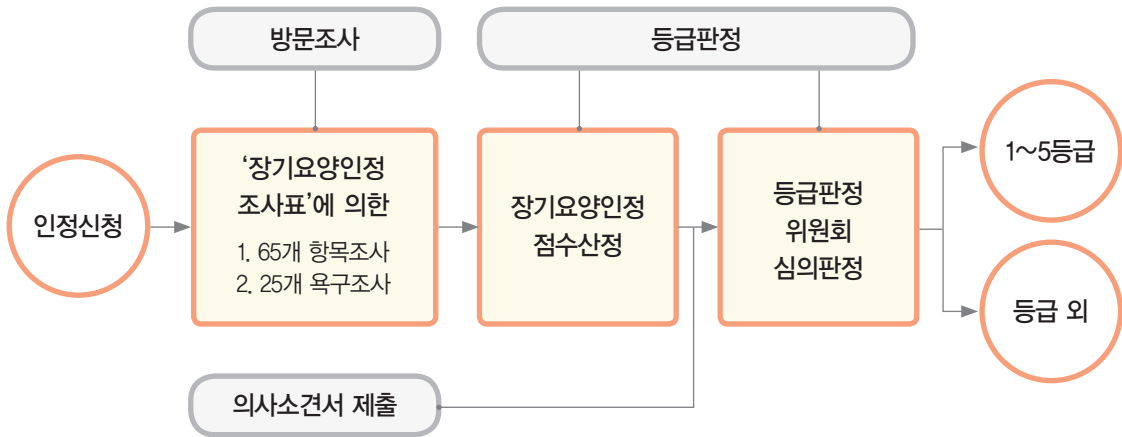 방문조사
등급판정
인정신청
‘장기요양인정
조사표’에 의한
1. 65개 항목조사
2. 25개 욕구조사
장기요양인정
점수산정
등급판정
위원회
심의판정
1~5등급
등급 외
의사소견서 제출